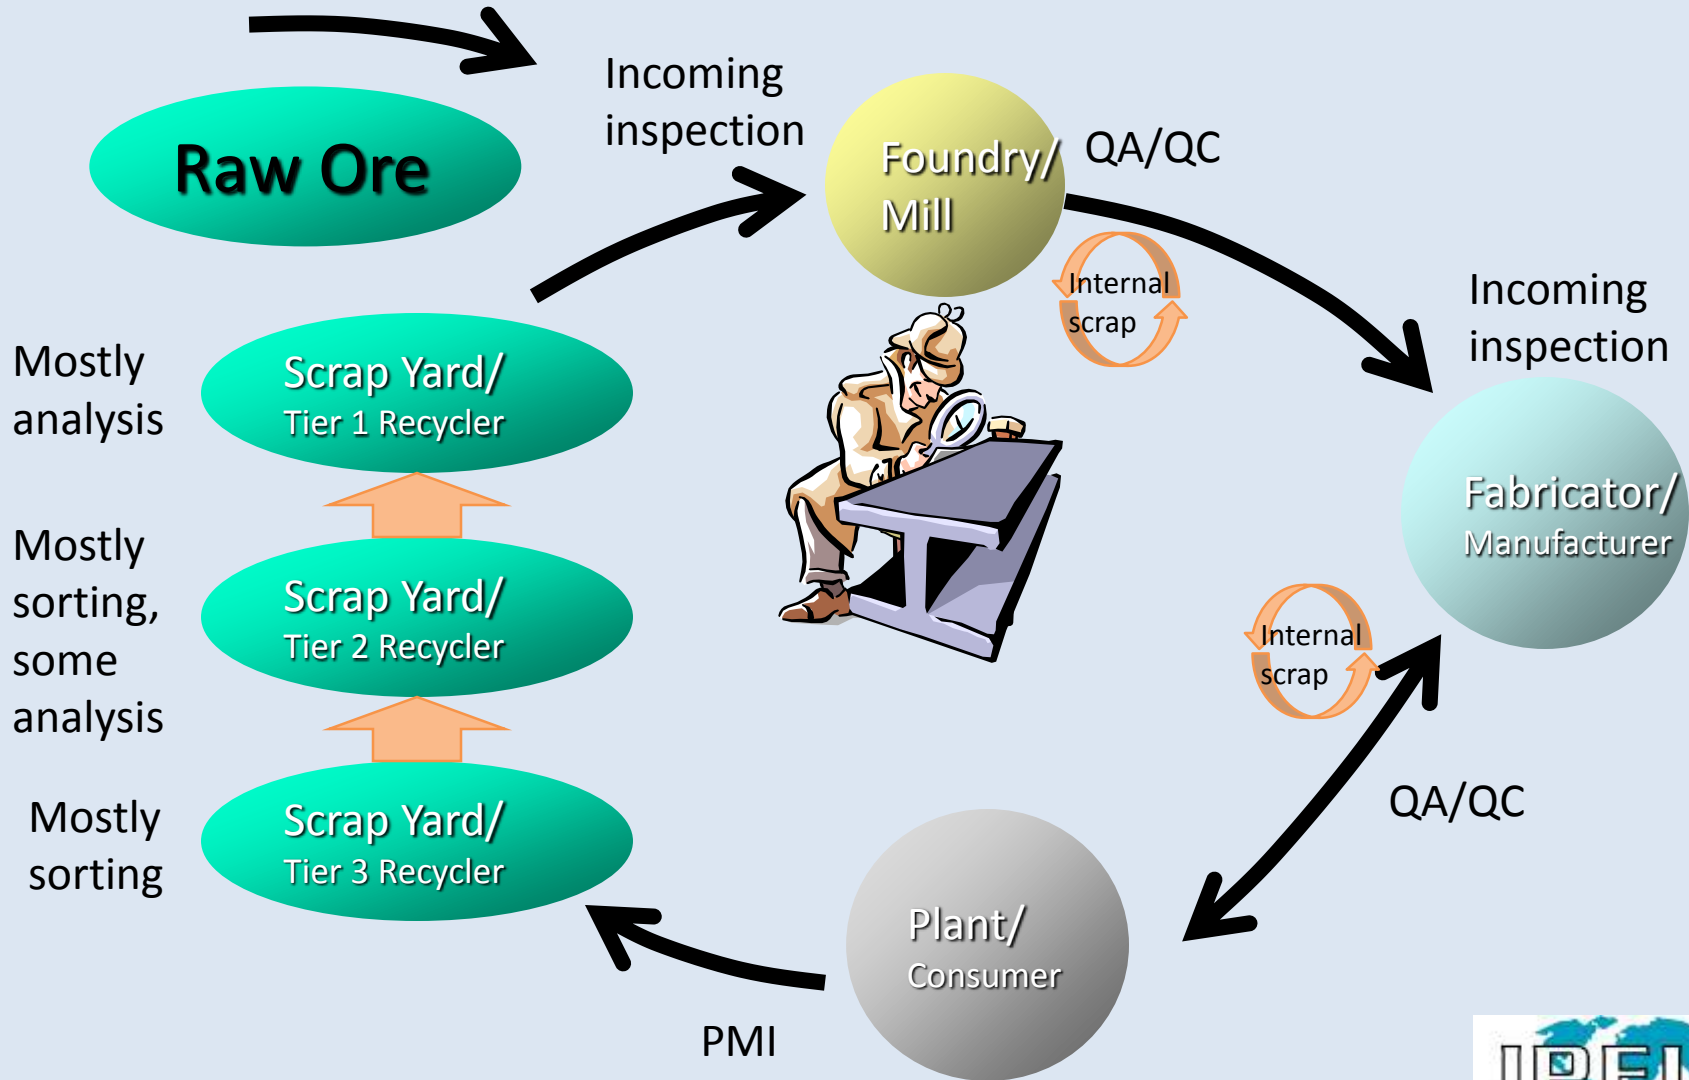 Raw Ore
Incoming
inspection
Foundry/
Mill
QA/QC
Internal
scrap
Incoming
inspection
Fabricator/
Manufacturer
Internal
scrap
QA/QC
Plant/
Consumer
PMI
Mostly
analysis
Scrap Yard/
Tier 1 Recycler
Mostly
sorting,
some
analysis
Scrap Yard/
Tier 2 Recycler
Mostly
sorting
Scrap Yard/
Tier 3 Recycler